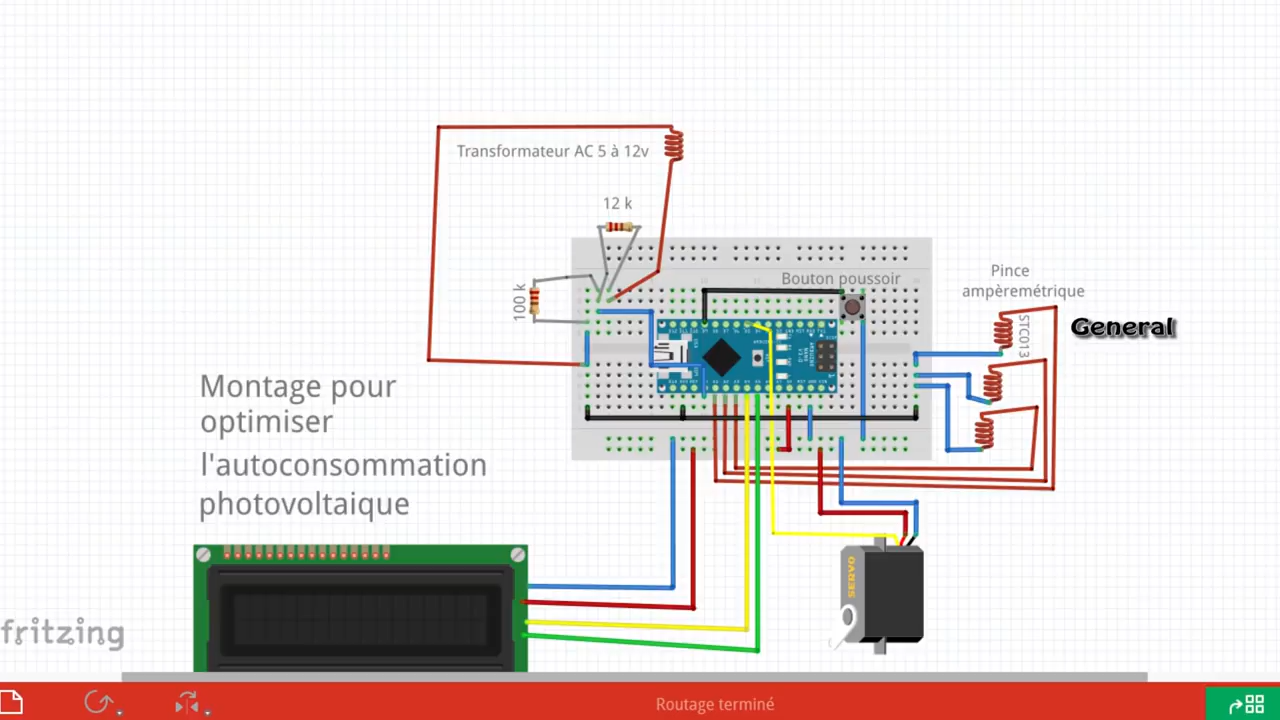 Transformateur AC 5 à 12v
12 k
100 k
Bouton poussoir
Pince
ampèremétrique
STC013
General
Montage pour
optimiser
l'autoconsommation
photovoltaique
SERVO
fritzing
Routage terminé